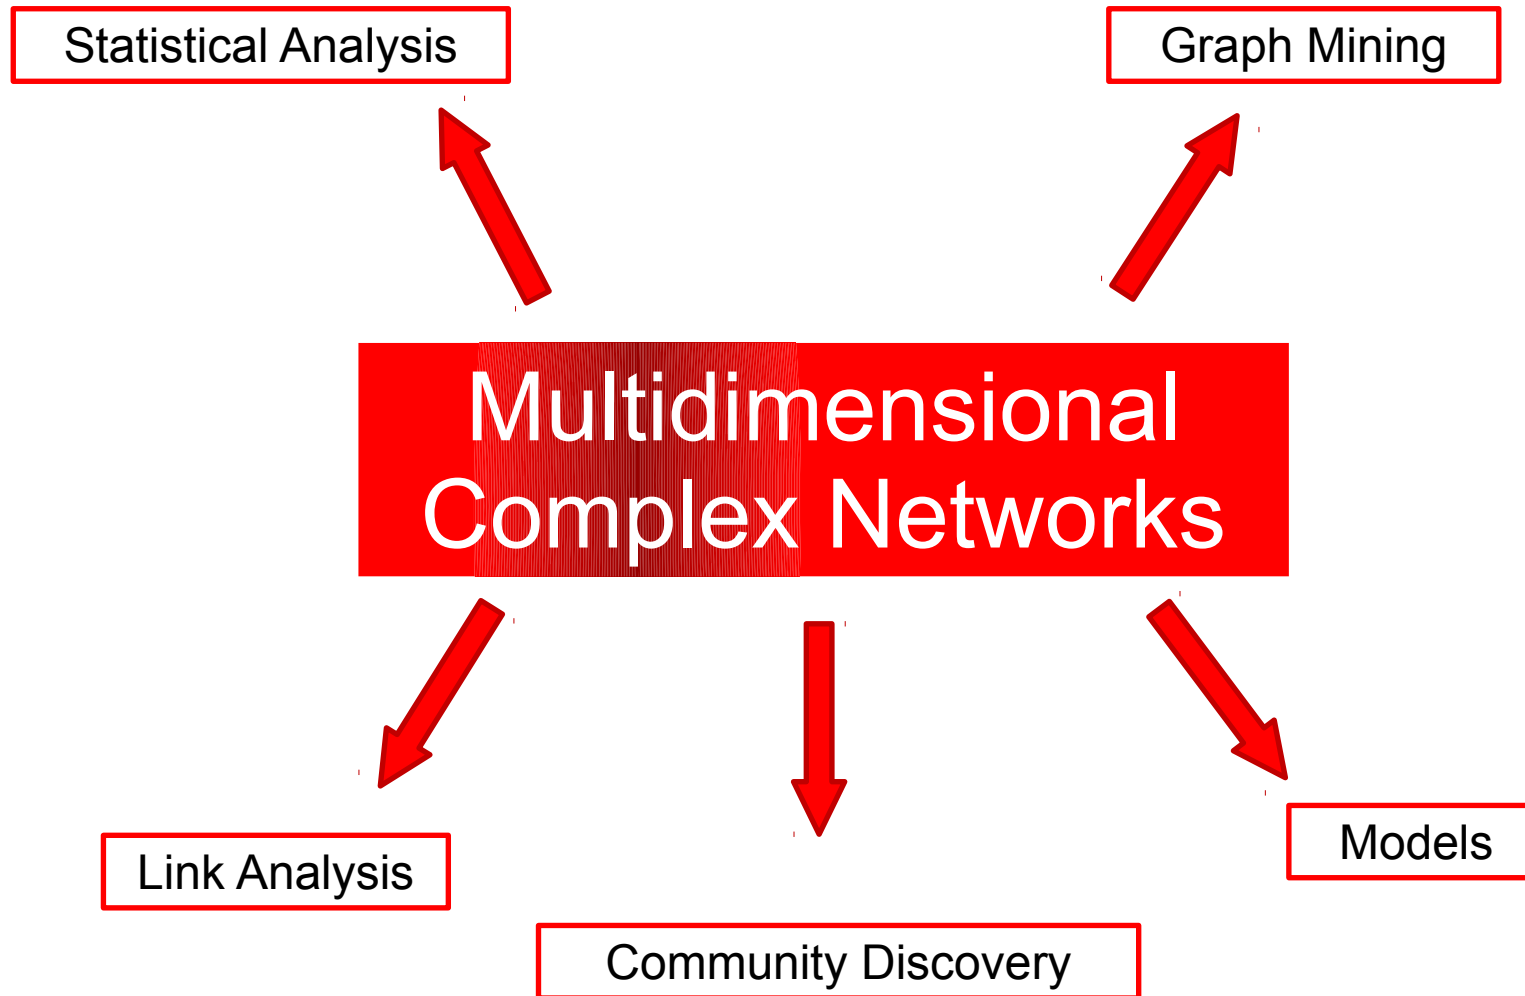 Statistical Analysis
Graph Mining
Multidimensional
Complex Networks
Link Analysis
Models
Community Discovery